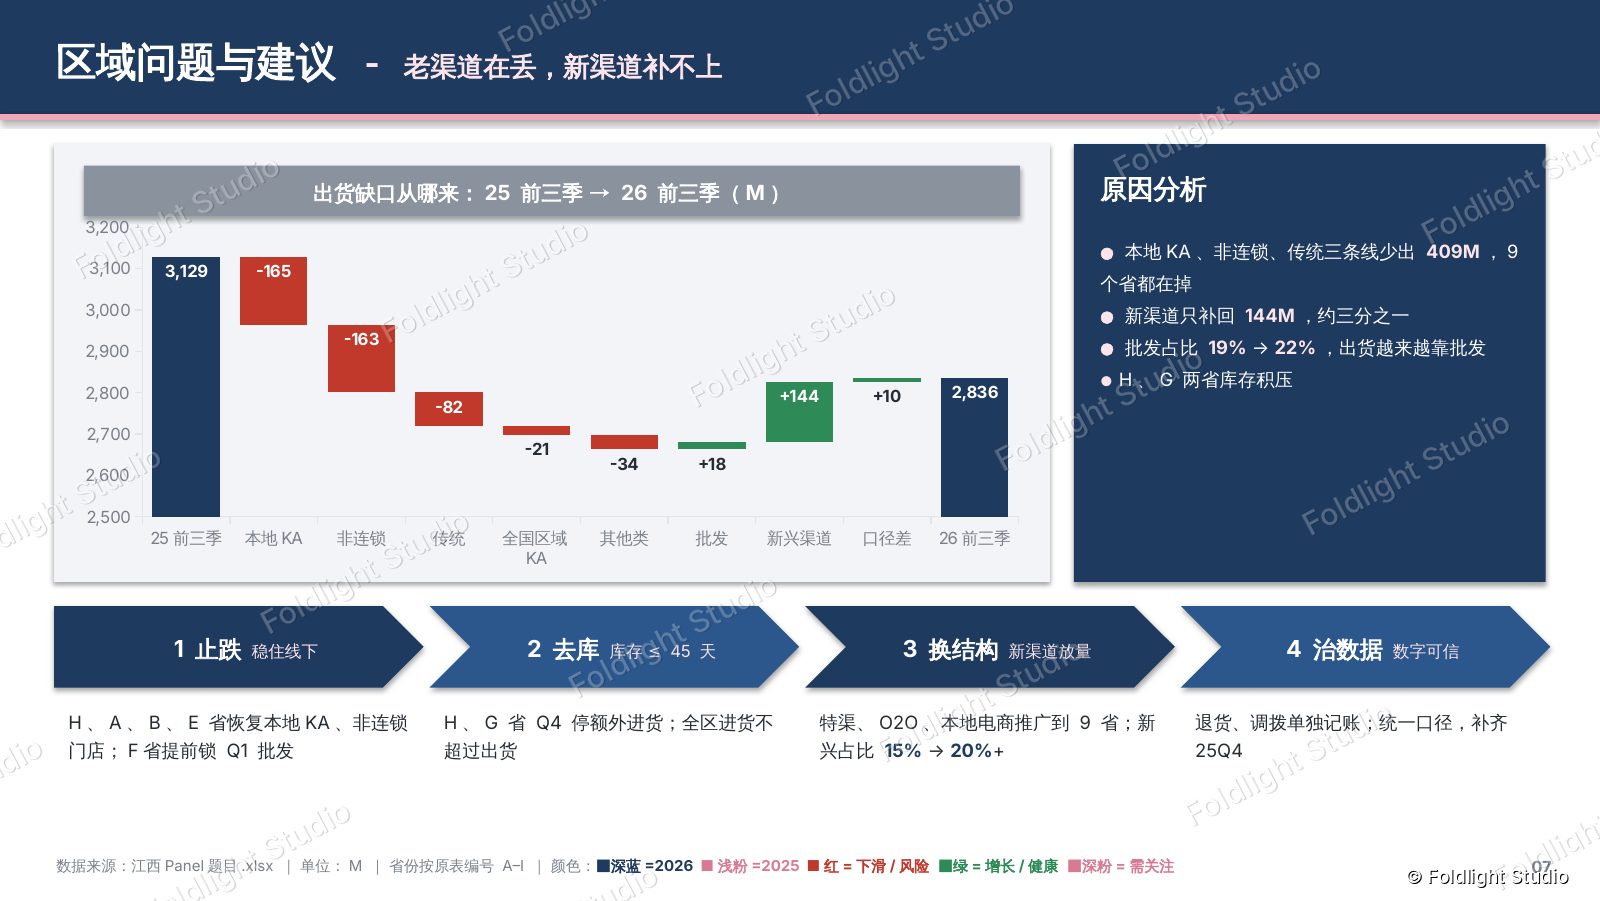 区域问题与建议 - 老渠道在丢，新渠道补不上
出货缺口从哪来： 25 前三季 → 26 前三季（ M ）
3,200
3,100
3,000
2,900
2,800
2,700
2,600
2,500
3,129
-165
-163
-82
-21
-34
+18
+144
+10
2,836
25 前三季
本地 KA
非连锁
传统
全国区域
KA
其他类
批发
新兴渠道
口径差
26 前三季
原因分析
● 本地 KA 、非连锁、传统三条线少出 409M ， 9
个省都在掉
● 新渠道只补回 144M ，约三分之一
● 批发占比 19% → 22% ，出货越来越靠批发
● H 、 G 两省库存积压
1 止跌 稳住线下
2 去库 库存 ≤ 45 天
3 换结构 新渠道放量
4 治数据 数字可信
H 、 A 、 B 、 E 省恢复本地 KA 、非连锁
门店； F 省提前锁 Q1 批发
H 、 G 省 Q4 停额外进货；全区进货不
超过出货
特渠、 O2O 、本地电商推广到 9 省；新
兴占比 15% → 20%+
退货、调拨单独记账；统一口径，补齐
25Q4
数据来源：江西 Panel 题目 .xlsx ｜ 单位： M ｜ 省份按原表编号 A–I ｜ 颜色： ■深蓝 =2026 ■ 浅粉 =2025 ■ 红 = 下滑 / 风险 ■绿 = 增长 / 健康 ■深粉 = 需关注
07
© Foldlight Studio